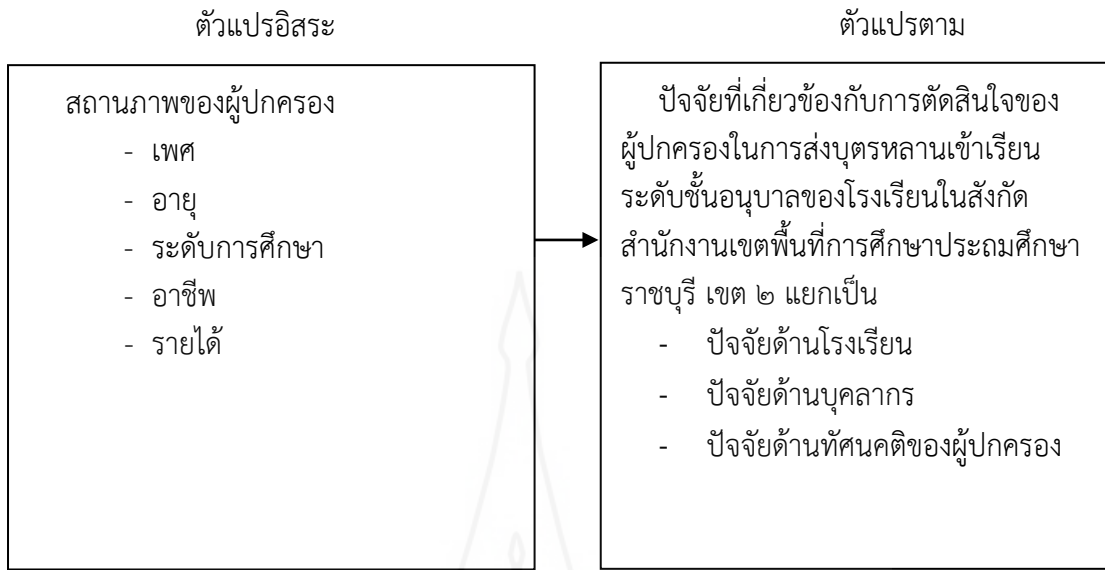 ตัวแปรอิสระ
ตัวแปรตาม
สถานภาพของผู้ปกครอง
- เพศ
- อายุ
- ระดับการศึกษา
- อาชีพ
- รายได้
ปัจจัยที่เกี่ยวข้องกับการตัดสินใจของ
ผู้ปกครองในการส่งบุตรหลานเข้าเรียน
ระดับชั้นอนุบาลของโรงเรียนในสังกัด
สำนักงานเขตพื้นที่การศึกษาประถมศึกษา
ราชบุรี เขต ๒ แยกเป็น
- ปัจจัยด้านโรงเรียน
- ปัจจัยด้านบุคลากร
- ปัจจัยด้านทัศนคติของผู้ปกครอง